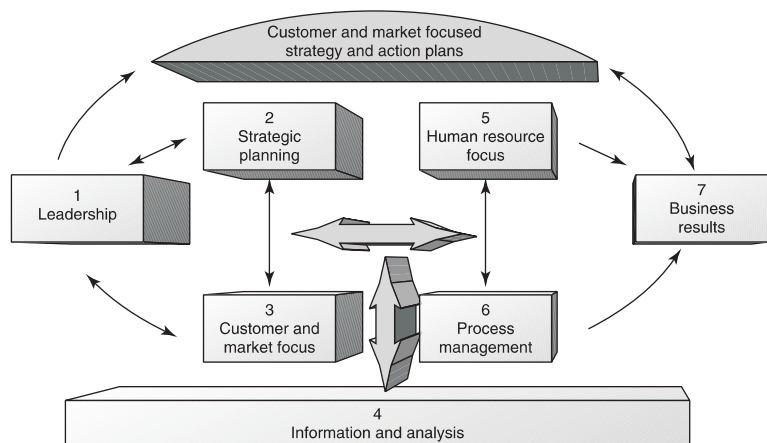 Customer and market focused
strategy and action plans
2
Strategic
planning
5
Human resource
focus
1
Leadership
7
Business
results
3
Customer and
market focus
6
Process
management
4
Information and analysis